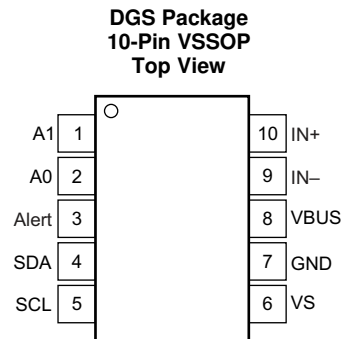 DGS Package
10-Pin VSSOP
Top View
A1 1 10 IN+
A0 2 9 IN–
Alert 3 8 VBUS
SDA 4 7 GND
SCL 5 6 VS